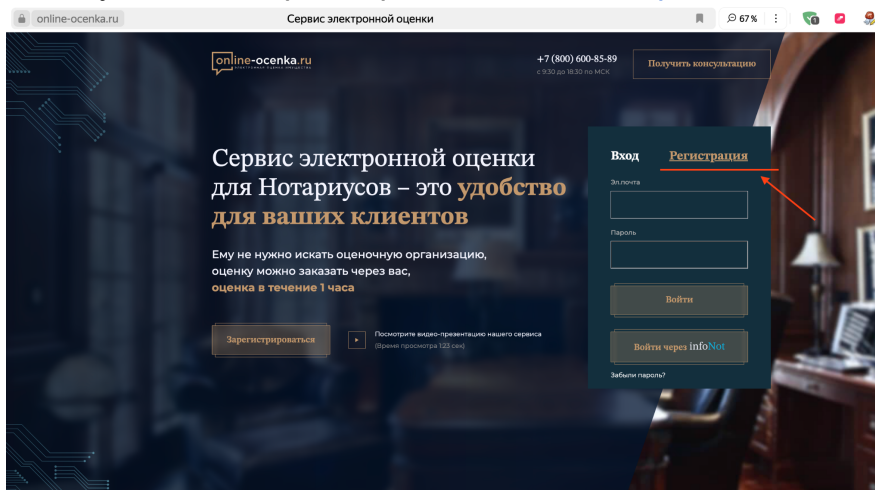 online-ocenka.ru
Сервис электронной оценки
67 %
online-ocenka.ru
электронная оценка имущества
+7 (800) 600-85-89
с 9:30 до 18:30 по МСК
Получить консультацию
Сервис электронной оценки
для Нотариусов – это удобство
для ваших клиентов
Ему не нужно искать оценочную организацию,
оценку можно заказать через вас,
оценка в течение 1 часа
Зарегистрироваться
Посмотрите видео-презентацию нашего сервиса
(Время просмотра 1:23 сек)
Вход
Регистрация
Эл.почта
Пароль
Войти
Войти через infoNot
Забыли пароль?